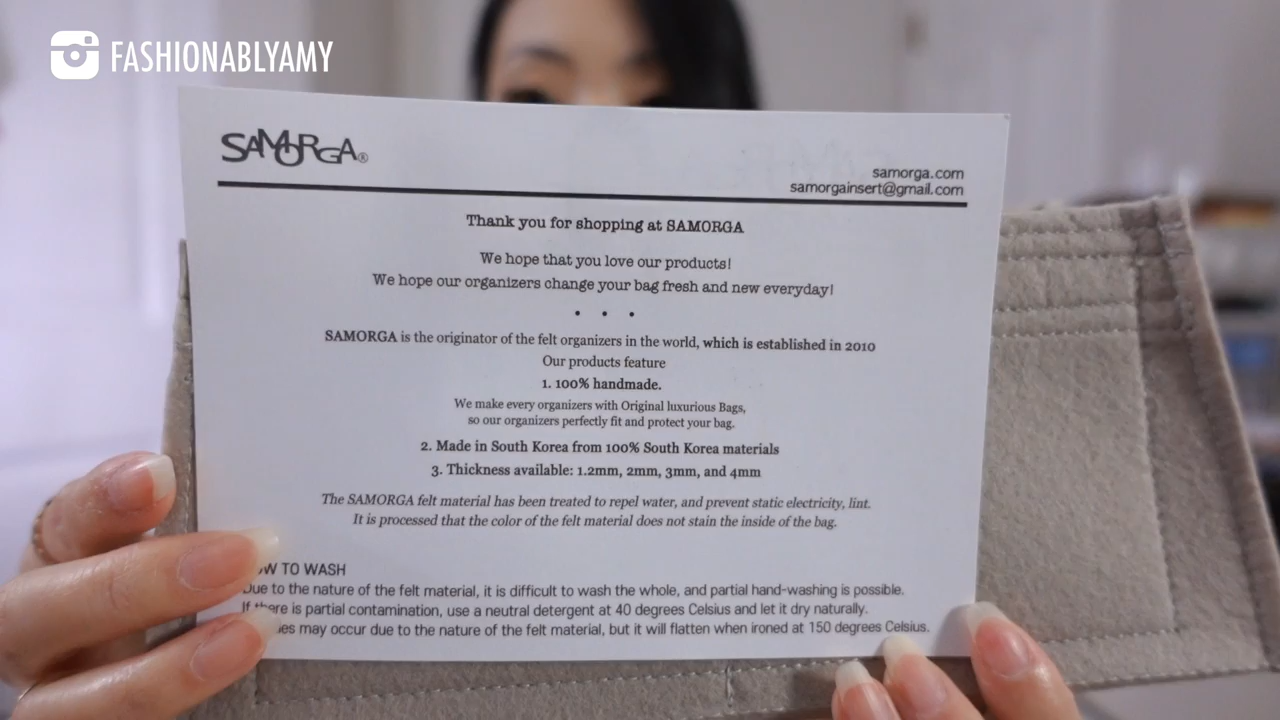 FASHIONABLYAMY
SAMORGA®
samorga.com
samorgainsert@gmail.com
Thank you for shopping at SAMORGA
We hope that you love our products!
We hope our organizers change your bag fresh and new everyday!
• • •
SAMORGA is the originator of the felt organizers in the world, which is established in 2010
Our products feature
1. 100% handmade.
We make every organizers with Original luxurious Bags,
so our organizers perfectly fit and protect your bag.
2. Made in South Korea from 100% South Korea materials
3. Thickness available: 1.2mm, 2mm, 3mm, and 4mm
The SAMORGA felt material has been treated to repel water, and prevent static electricity, lint.
It is processed that the color of the felt material does not stain the inside of the bag.
TO WASH
Due to the nature of the felt material, it is difficult to wash the whole, and partial hand-washing is possible.
If there is partial contamination, use a neutral detergent at 40 degrees Celsius and let it dry naturally.
may occur due to the nature of the felt material, but it will flatten when ironed at 150 degrees Celsius.